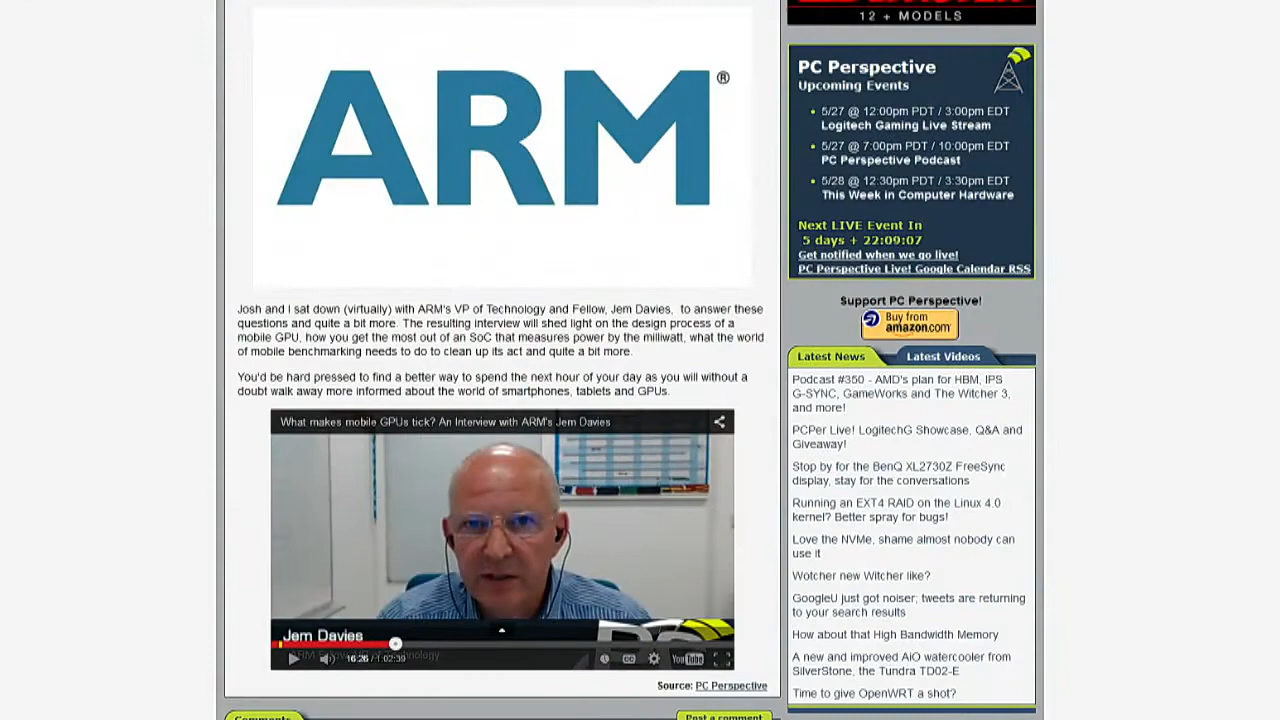 12 + MODELS
ARM®
Josh and I sat down (virtually) with ARM's VP of Technology and Fellow, Jem Davies, to answer these
questions and quite a bit more. The resulting interview will shed light on the design process of a
mobile GPU, how you get the most out of an SoC that measures power by the milliwatt, what the world
of mobile benchmarking needs to do to clean up its act and quite a bit more.
You'd be hard pressed to find a better way to spend the next hour of your day as you will without a
doubt walk away more informed about the world of smartphones, tablets and GPUs.
What makes mobile GPUs tick? An Interview with ARM's Jem Davies
Jem Davies
16:26 / 1:02:39
YouTube
Source: PC Perspective
Comments
Post a comment
PC Perspective
Upcoming Events
5/27 @ 12:00pm PDT / 3:00pm EDT
Logitech Gaming Live Stream
5/27 @ 7:00pm PDT / 10:00pm EDT
PC Perspective Podcast
5/28 @ 12:30pm PDT / 3:30pm EDT
This Week in Computer Hardware
Next LIVE Event In
5 days + 22:09:07
Get notified when we go live!
PC Perspective Live! Google Calendar RSS
Support PC Perspective!
Buy from
amazon.com
Latest News
Latest Videos
Podcast #350 - AMD's plan for HBM, IPS
G-SYNC, GameWorks and The Witcher 3,
and more!
PCPer Live! LogitechG Showcase, Q&A and
Giveaway!
Stop by for the BenQ XL2730Z FreeSync
display, stay for the conversations
Running an EXT4 RAID on the Linux 4.0
kernel? Better spray for bugs!
Love the NVMe, shame almost nobody can
use it
Wotcher new Witcher like?
GoogleU just got noiser; tweets are returning
to your search results
How about that High Bandwidth Memory
A new and improved AiO watercooler from
SilverStone, the Tundra TD02-E
Time to give OpenWRT a shot?